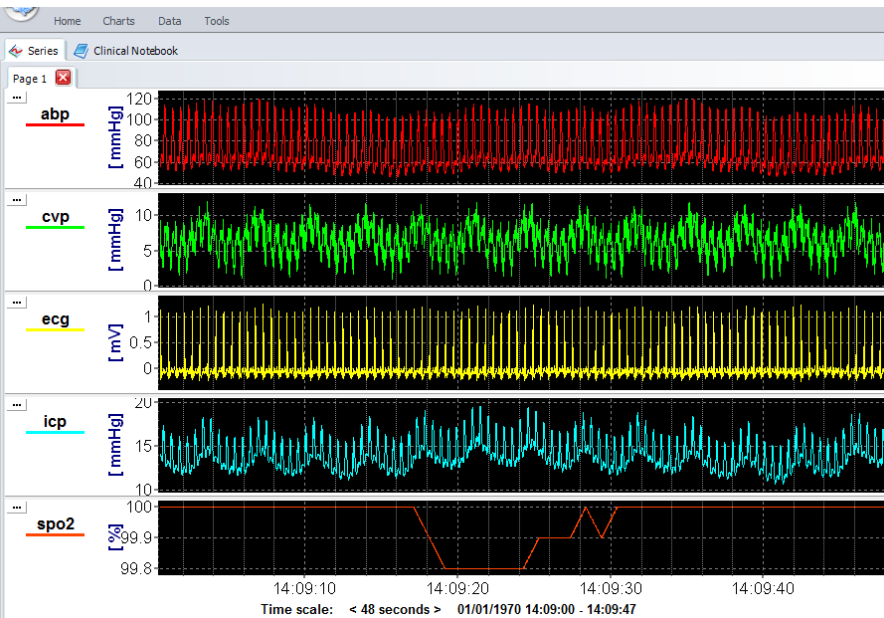 Home Charts Data Tools
Series Clinical Notebook
Page 1
... abp [mmHg] 120 100 80 60 40
... cvp [mmHg] 10 5 0
... ecg [mV] 1 0.5 0
... icp [mmHg] 20 15 10
... spo2 [%] 100 99.9 99.8
14:09:10 14:09:20 14:09:30 14:09:40
Time scale: < 48 seconds > 01/01/1970 14:09:00 - 14:09:47